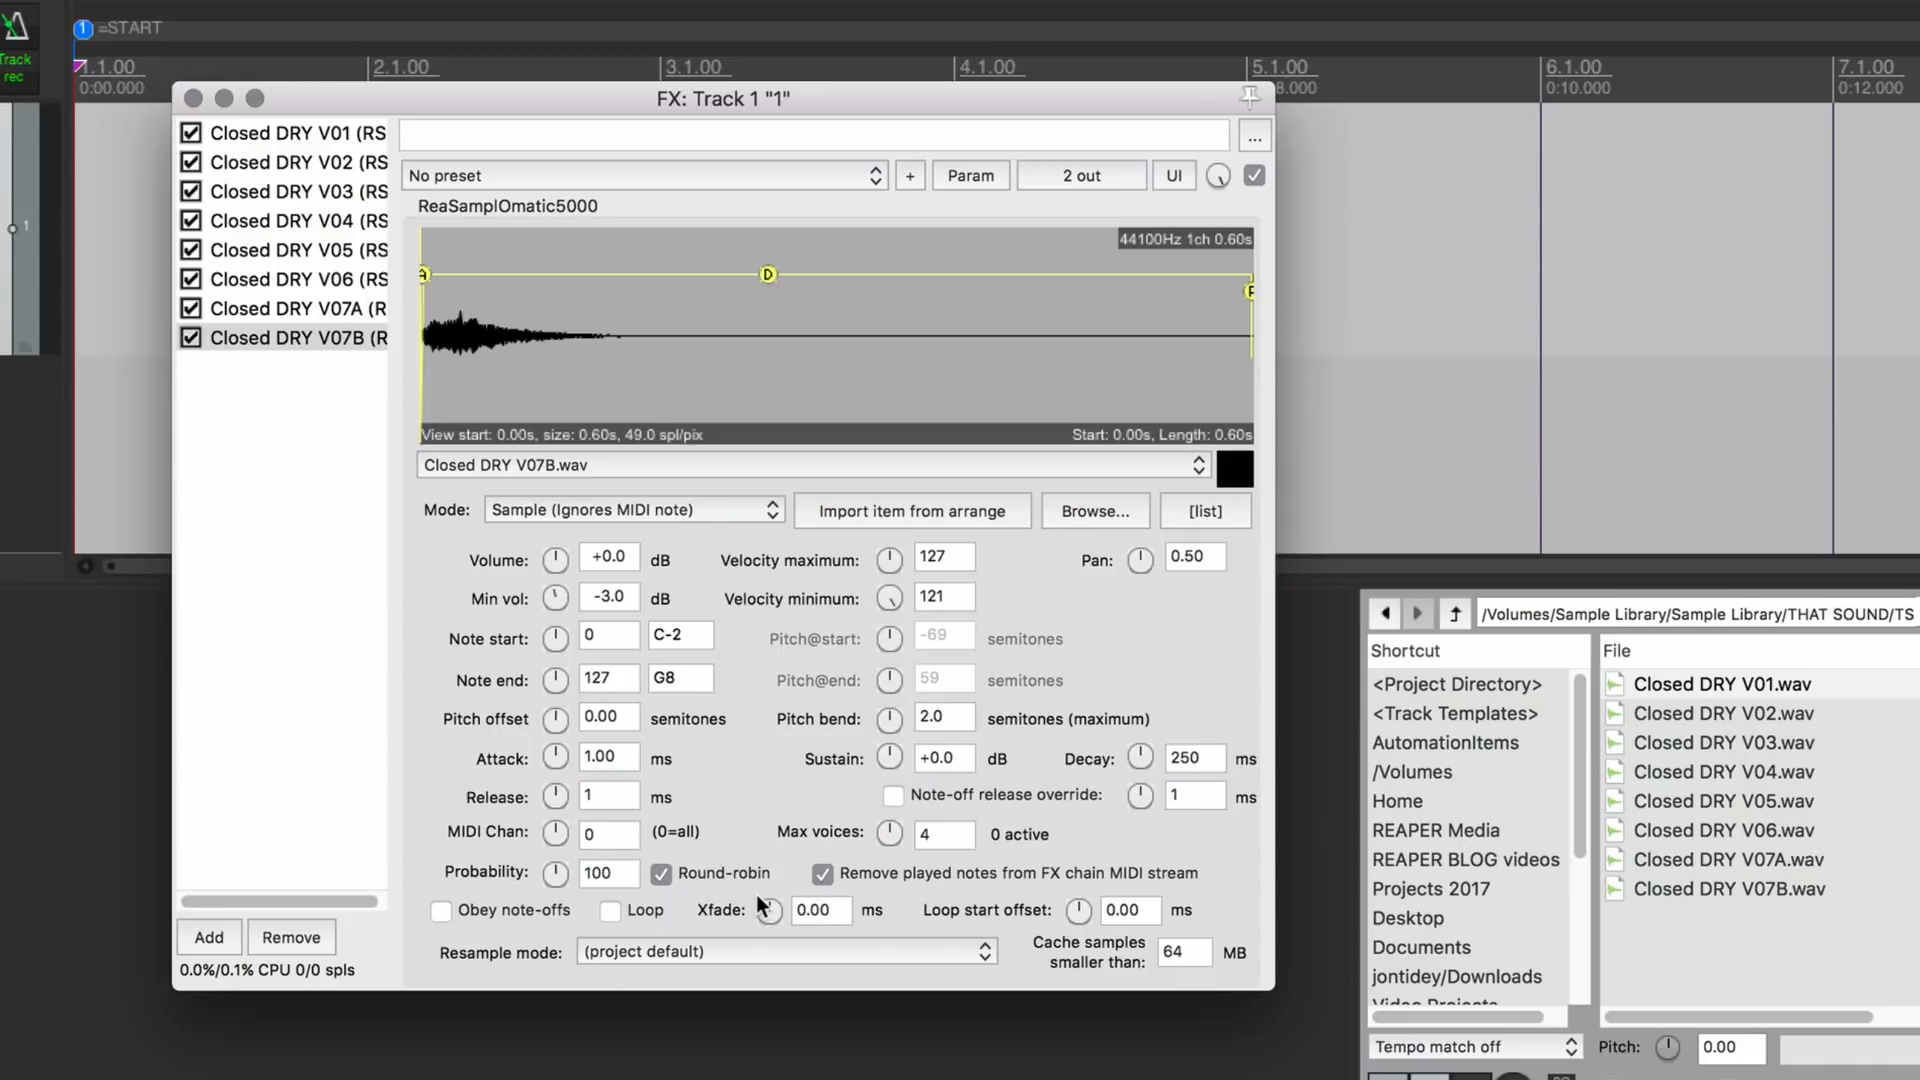 1 =START
Track
rec
1.1.00 2.1.00 3.1.00 4.1.00 5.1.00 6.1.00 7.1.00
0:00.000 8.000 0:10.000 0:12.000
FX: Track 1 "1"
Closed DRY V01 (RS
Closed DRY V02 (RS
Closed DRY V03 (RS
Closed DRY V04 (RS
Closed DRY V05 (RS
Closed DRY V06 (RS
Closed DRY V07A (R
Closed DRY V07B (R
1
...
No preset + Param 2 out UI
ReaSamplOmatic5000
44100Hz 1ch 0.60s
A D
View start: 0.00s, size: 0.60s, 49.0 spl/pix Start: 0.00s, Length: 0.60s
Closed DRY V07B.wav
Mode: Sample (Ignores MIDI note) Import item from arrange Browse... [list]
Volume: +0.0 dB Velocity maximum: 127 Pan: 0.50
Min vol: -3.0 dB Velocity minimum: 121
Note start: 0 C-2 Pitch@start: -69 semitones
Note end: 127 G8 Pitch@end: 59 semitones
Pitch offset 0.00 semitones Pitch bend: 2.0 semitones (maximum)
Attack: 1.00 ms Sustain: +0.0 dB Decay: 250 ms
Release: 1 ms Note-off release override: 1 ms
MIDI Chan: 0 (0=all) Max voices: 4 0 active
Probability: 100 Round-robin Remove played notes from FX chain MIDI stream
Obey note-offs Loop Xfade: 0.00 ms Loop start offset: 0.00 ms
Resample mode: (project default) Cache samples smaller than: 64 MB
Add Remove
0.0%/0.1% CPU 0/0 spls
/Volumes/Sample Library/Sample Library/THAT SOUND/TS
Shortcut
<Project Directory>
<Track Templates>
AutomationItems
/Volumes
Home
REAPER Media
REAPER BLOG videos
Projects 2017
Desktop
Documents
jontidey/Downloads
Video Projects
File
Closed DRY V01.wav
Closed DRY V02.wav
Closed DRY V03.wav
Closed DRY V04.wav
Closed DRY V05.wav
Closed DRY V06.wav
Closed DRY V07A.wav
Closed DRY V07B.wav
Tempo match off Pitch: 0.00